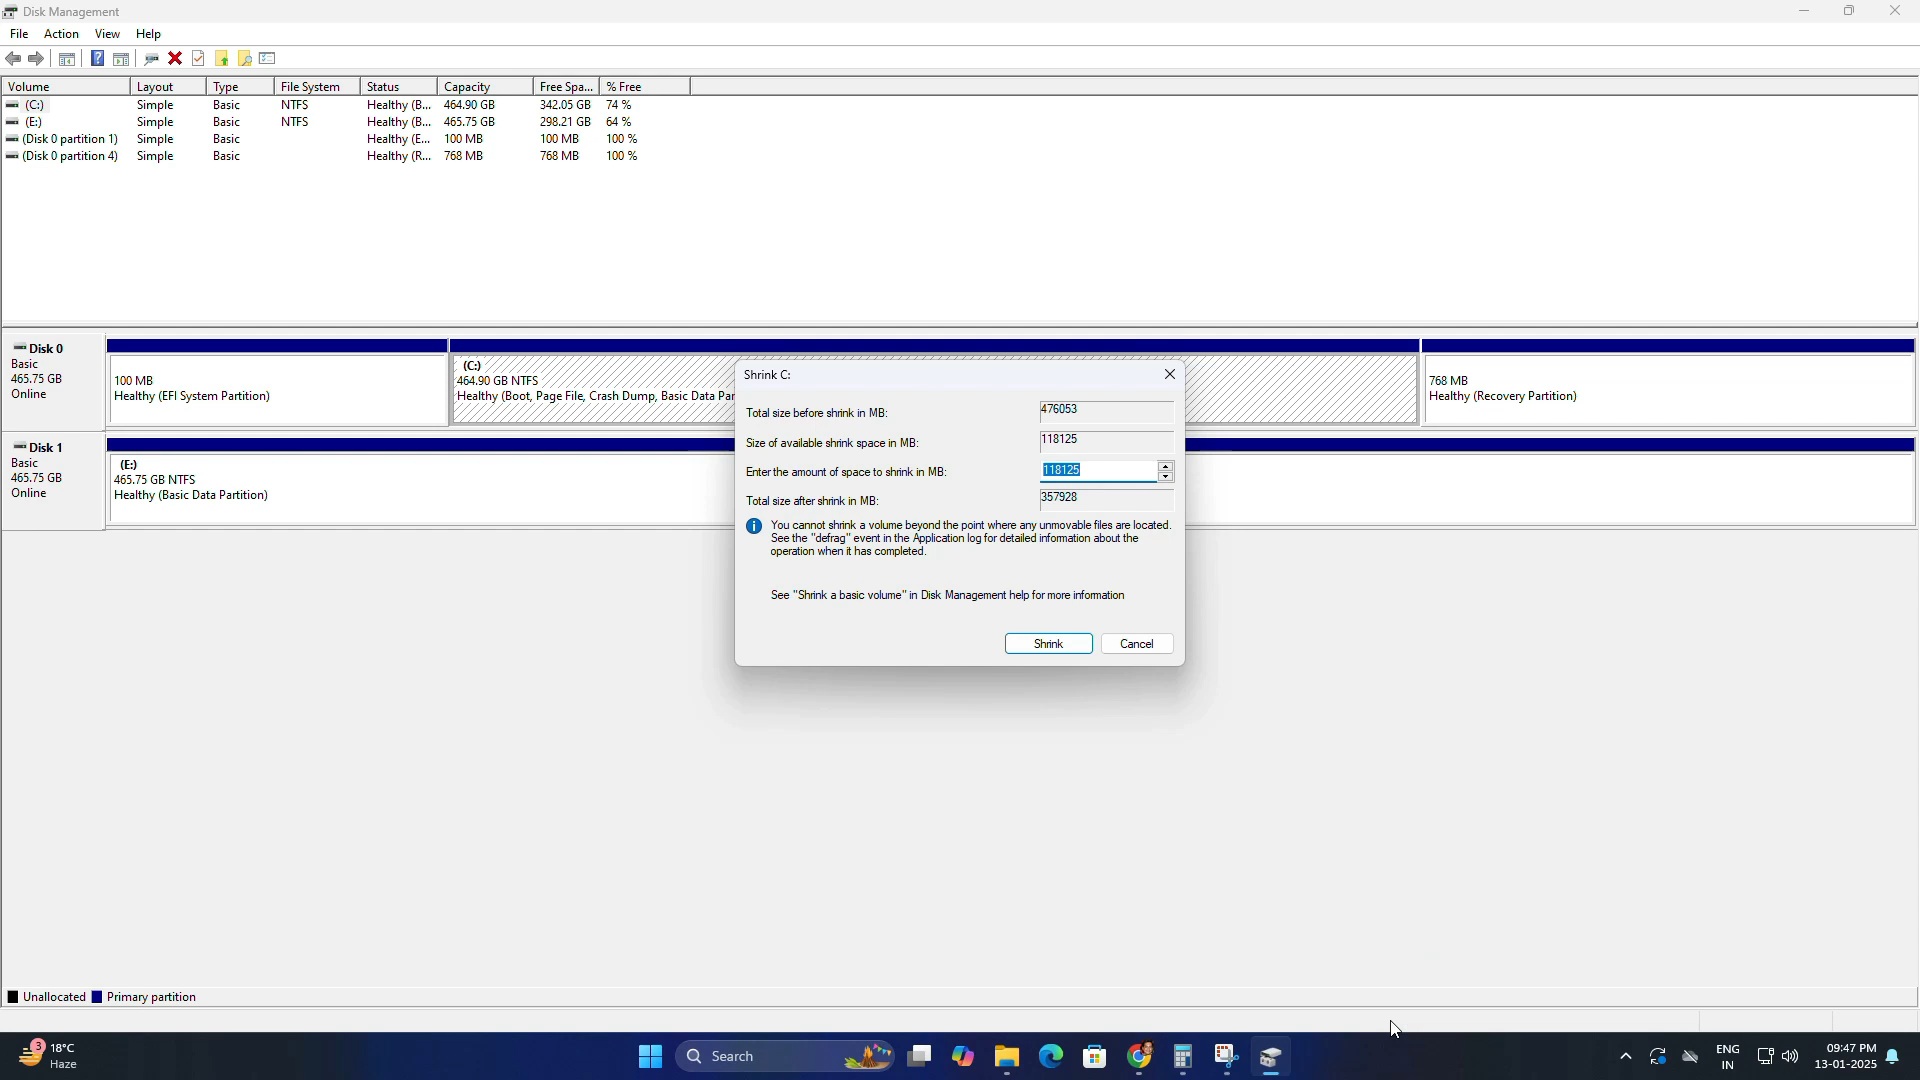 Disk Management
File Action View Help
Volume Layout Type File System Status Capacity Free Spa... % Free
(C:) Simple Basic NTFS Healthy (B... 464.90 GB 342.05 GB 74 %
(E:) Simple Basic NTFS Healthy (B... 465.75 GB 298.21 GB 64 %
(Disk 0 partition 1) Simple Basic Healthy (E... 100 MB 100 MB 100 %
(Disk 0 partition 4) Simple Basic Healthy (R... 768 MB 768 MB 100 %
Disk 0
Basic
465.75 GB
Online
100 MB
Healthy (EFI System Partition)
(C:)
464.90 GB NTFS
Healthy (Boot, Page File, Crash Dump, Basic Data Par
768 MB
Healthy (Recovery Partition)
Disk 1
Basic
465.75 GB
Online
(E:)
465.75 GB NTFS
Healthy (Basic Data Partition)
Shrink C:
Total size before shrink in MB: 476053
Size of available shrink space in MB: 118125
Enter the amount of space to shrink in MB: 118125
Total size after shrink in MB: 357928
You cannot shrink a volume beyond the point where any unmovable files are located.
See the "defrag" event in the Application log for detailed information about the
operation when it has completed.
See "Shrink a basic volume" in Disk Management help for more information
Shrink Cancel
Unallocated Primary partition
3 18°C
Haze
Search
ENG
IN
09:47 PM
13-01-2025